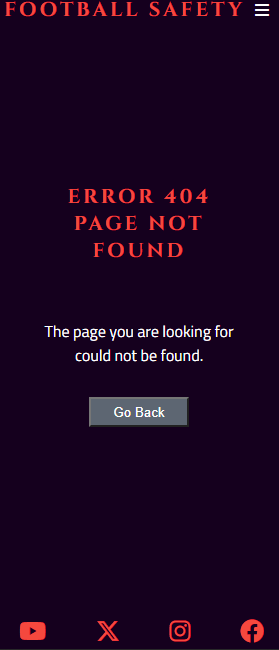 FOOTBALL SAFETY
ERROR 404
PAGE NOT
FOUND
The page you are looking for
could not be found.
Go Back